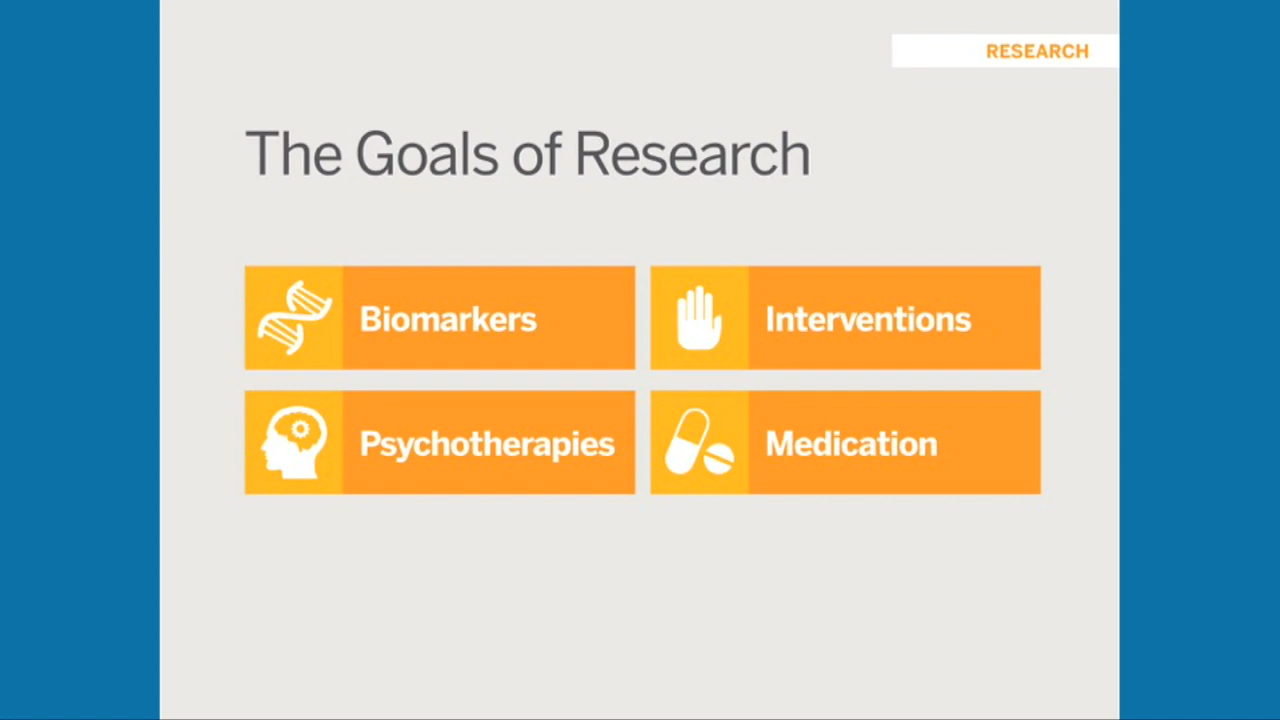 RESEARCH
The Goals of Research
Biomarkers
Interventions
Psychotherapies
Medication